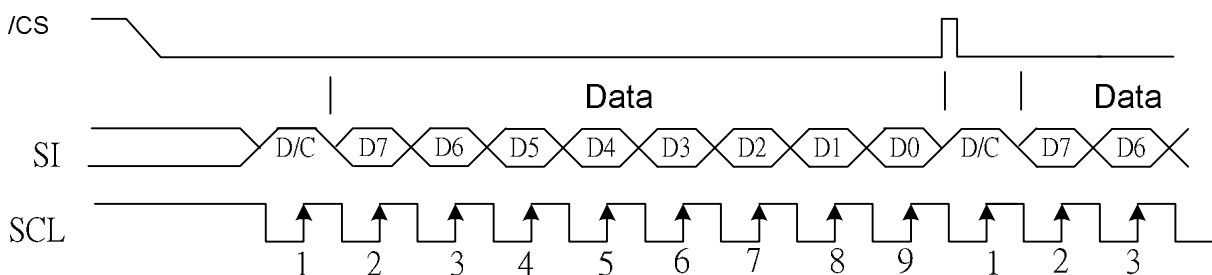 /CS
Data Data
SI D/C D7 D6 D5 D4 D3 D2 D1 D0 D/C D7 D6
SCL
1 2 3 4 5 6 7 8 9 1 2 3